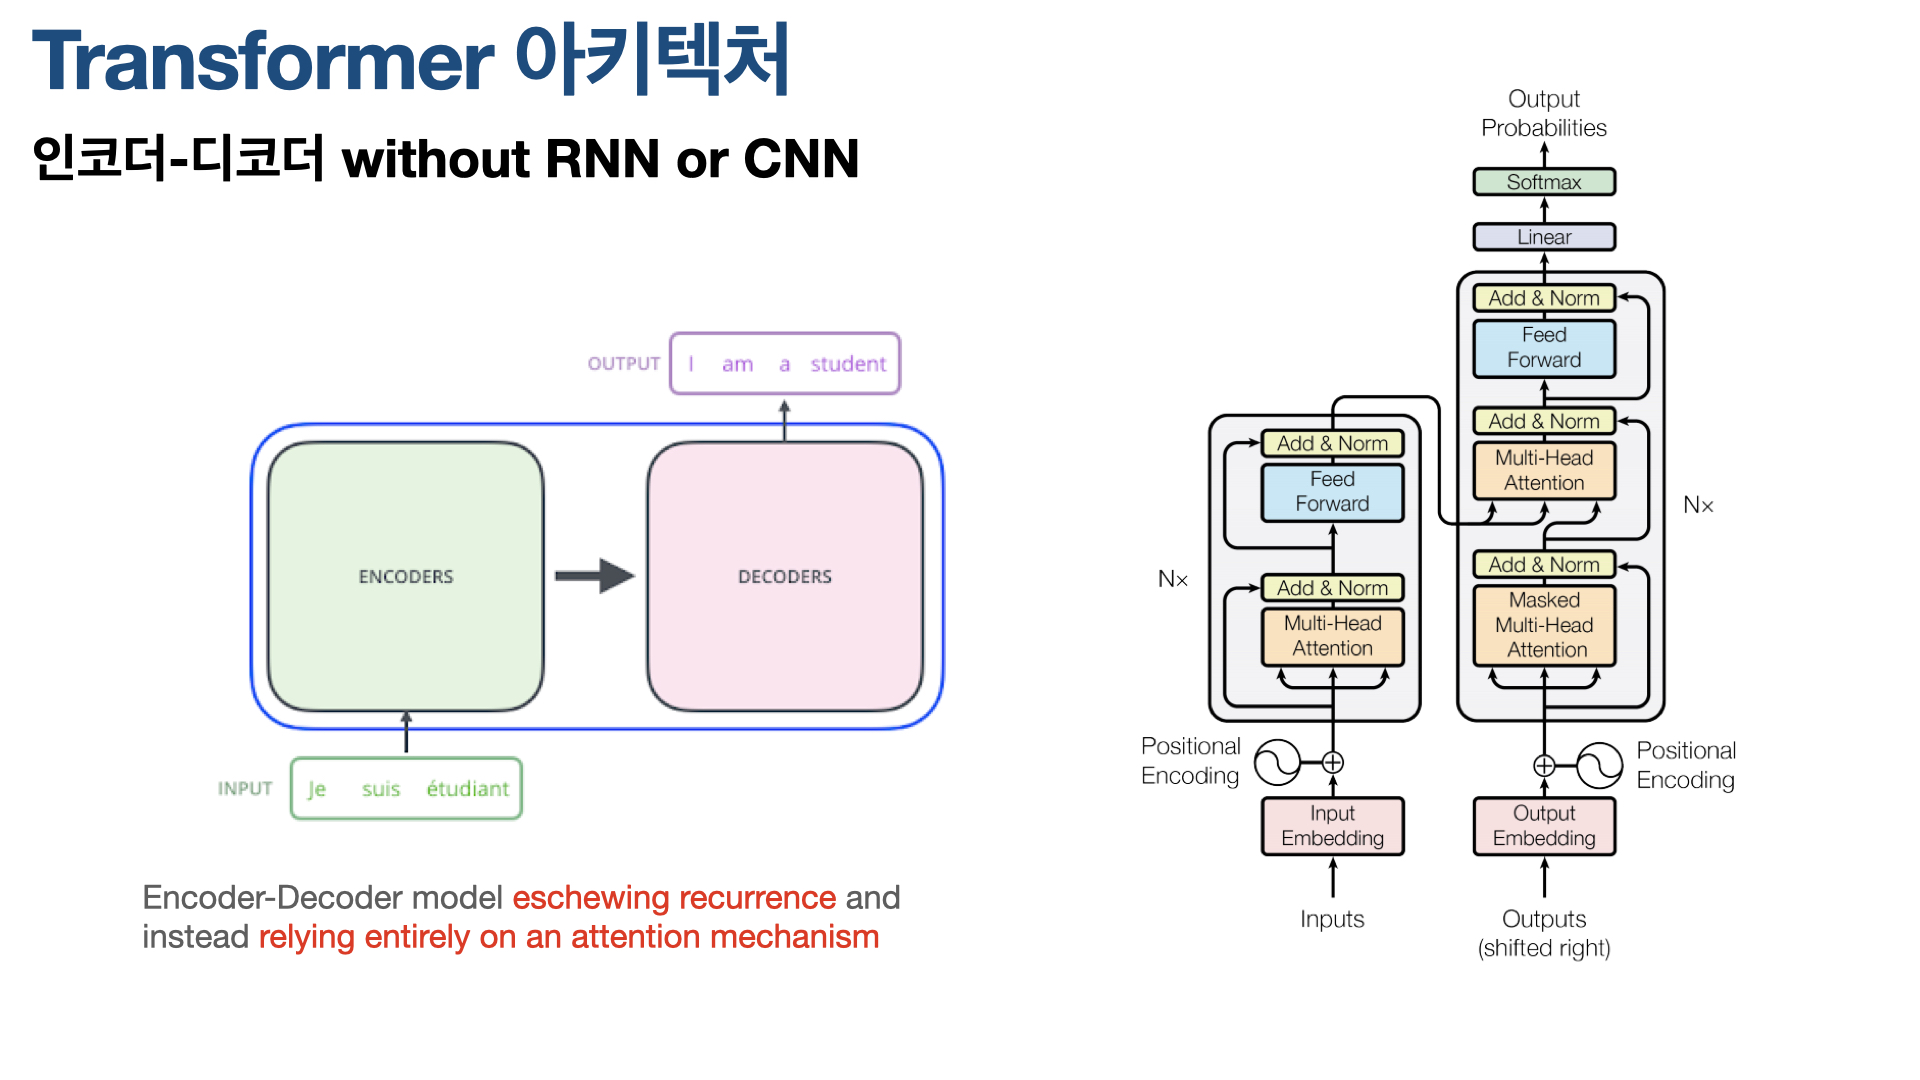 Transformer 아키텍처
인코더-디코더 without RNN or CNN
OUTPUT
I am a student
ENCODERS
DECODERS
INPUT
Je suis étudiant
Encoder-Decoder model eschewing recurrence and
instead relying entirely on an attention mechanism
Output
Probabilities
Softmax
Linear
Add & Norm
Feed
Forward
Add & Norm
Multi-Head
Attention
Nx
Add & Norm
Masked
Multi-Head
Attention
Add & Norm
Feed
Forward
Nx
Add & Norm
Multi-Head
Attention
Positional
Encoding
Positional
Encoding
Input
Embedding
Output
Embedding
Inputs
Outputs
(shifted right)